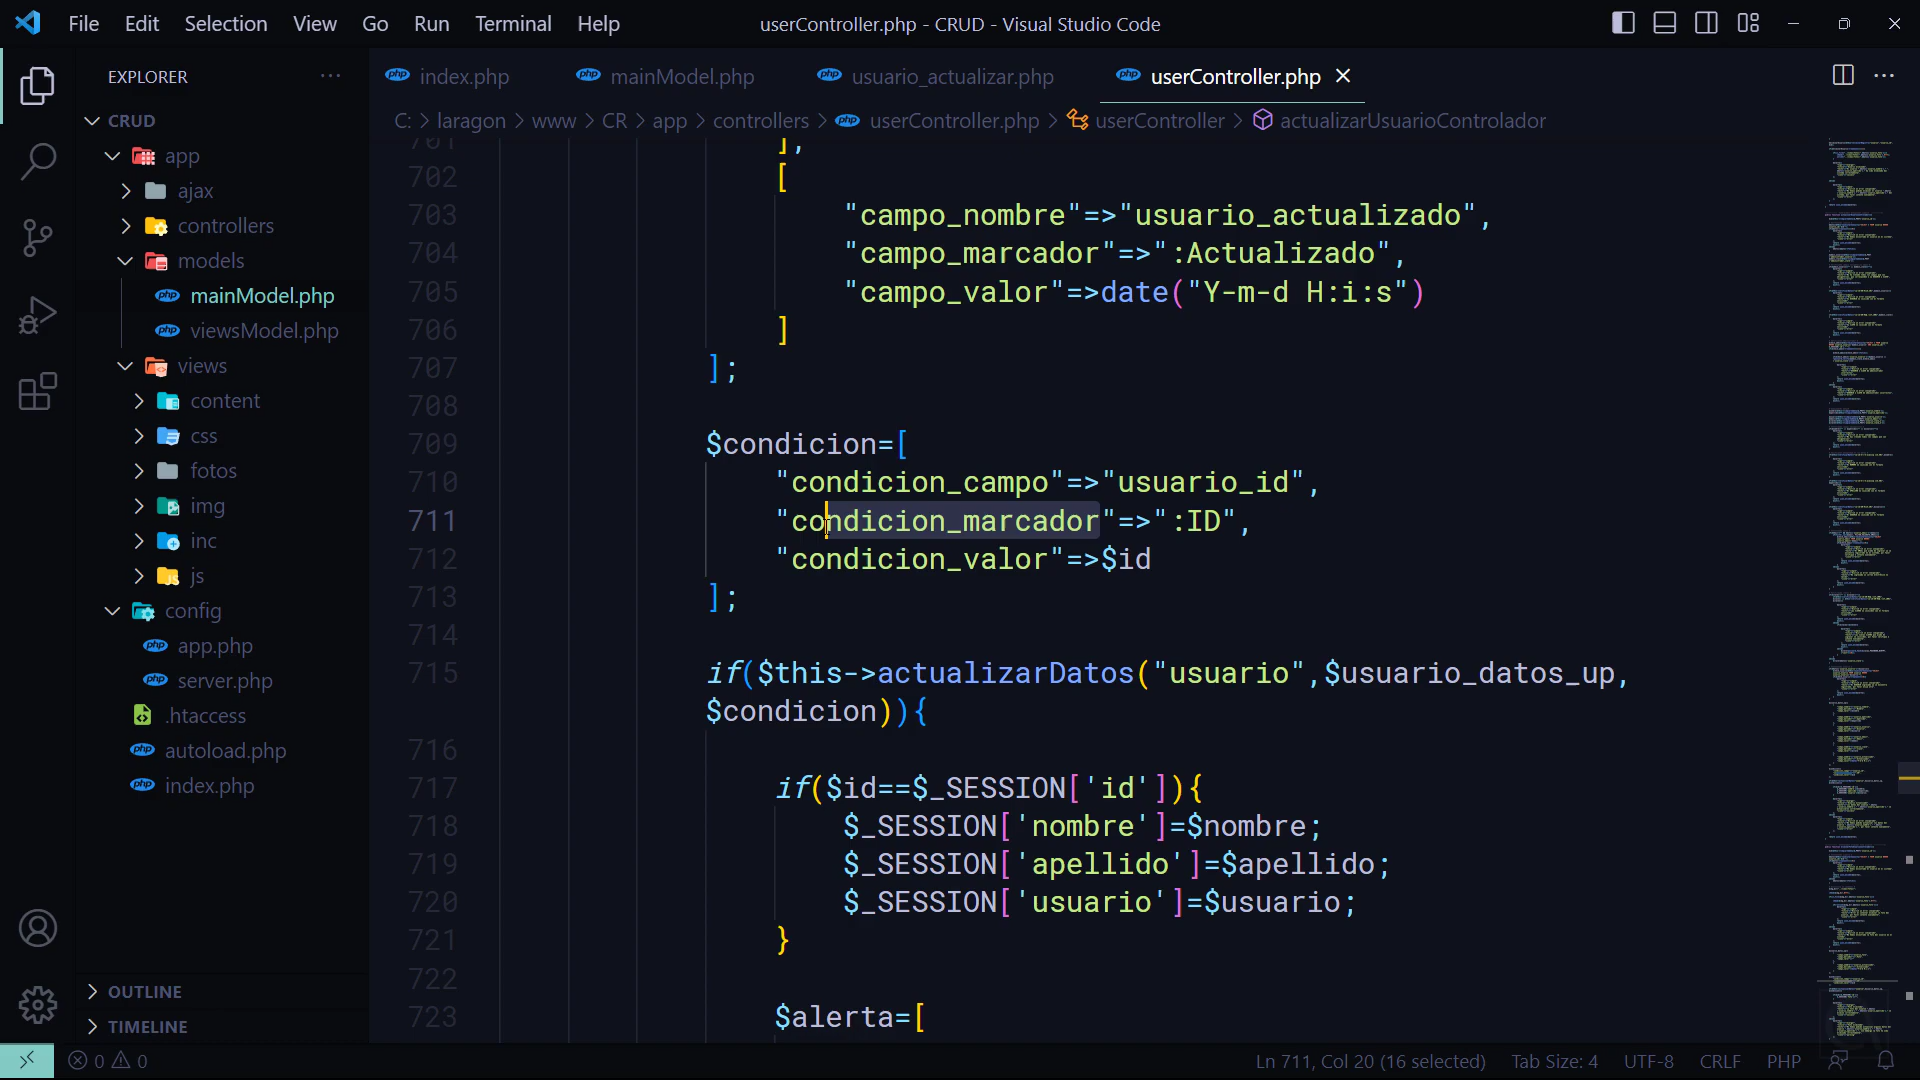 File Edit Selection View Go Run Terminal Help
userController.php - CRUD - Visual Studio Code
EXPLORER
CRUD
app
ajax
controllers
models
mainModel.php
viewsModel.php
views
content
css
fotos
img
inc
js
config
app.php
server.php
.htaccess
autoload.php
index.php
OUTLINE
TIMELINE
index.php mainModel.php usuario_actualizar.php userController.php
C: > laragon > www > CR > app > controllers > userController.php > userController > actualizarUsuarioControlador
701 ],
702 [
703 "campo_nombre"=>"usuario_actualizado",
704 "campo_marcador"=>":Actualizado",
705 "campo_valor"=>date("Y-m-d H:i:s")
706 ]
707 ];
708
709 $condicion=[
710 "condicion_campo"=>"usuario_id",
711 "condicion_marcador"=>":ID",
712 "condicion_valor"=>$id
713 ];
714
715 if($this->actualizarDatos("usuario",$usuario_datos_up,
$condicion)){
716
717 if($id==$_SESSION['id']){
718 $_SESSION['nombre']=$nombre;
719 $_SESSION['apellido']=$apellido;
720 $_SESSION['usuario']=$usuario;
721 }
722
723 $alerta=[
0 0
Ln 711, Col 20 (16 selected) Tab Size: 4 UTF-8 CRLF PHP